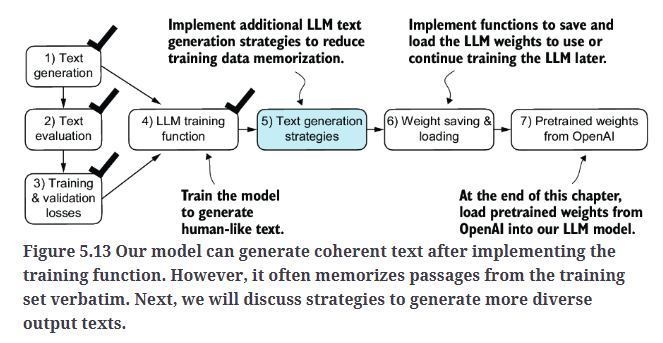 Implement additional LLM text
generation strategies to reduce
training data memorization.
Implement functions to save and
load the LLM weights to use or
continue training the LLM later.
1) Text
generation
2) Text
evaluation
3) Training
& validation
losses
4) LLM training
function
5) Text generation
strategies
6) Weight saving &
loading
7) Pretrained weights
from OpenAI
Train the model
to generate
human-like text.
At the end of this chapter,
load pretrained weights from
OpenAI into our LLM model.
Figure 5.13 Our model can generate coherent text after implementing the
training function. However, it often memorizes passages from the training
set verbatim. Next, we will discuss strategies to generate more diverse
output texts.